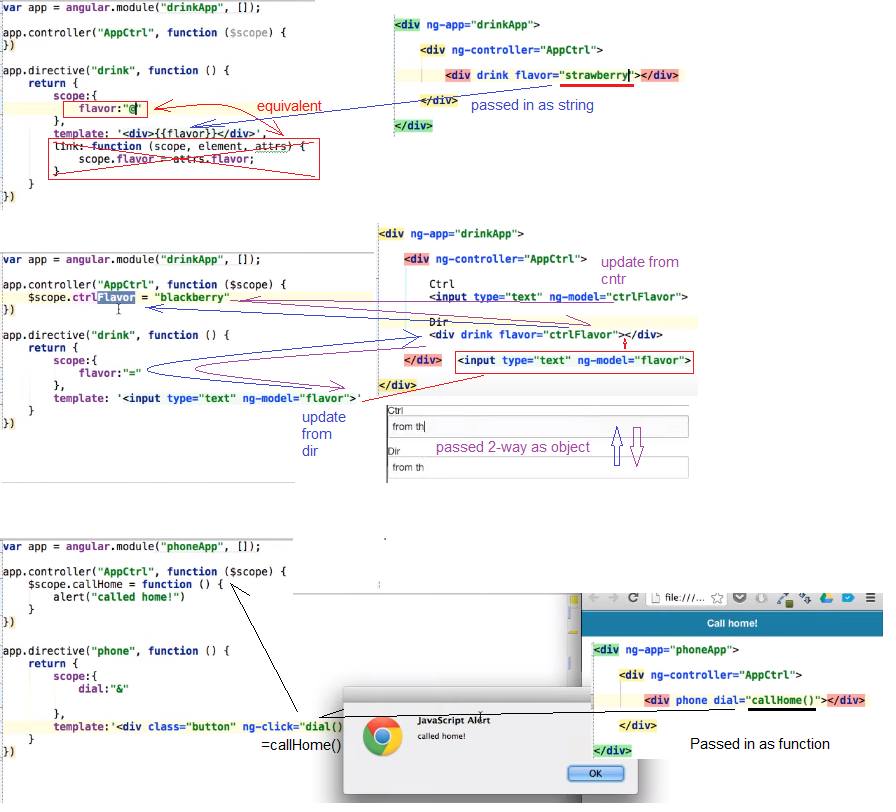 var app = angular.module("drinkApp", []);
app.controller("AppCtrl", function ($scope) {
})
app.directive("drink", function () {
return {
scope:{
flavor:"@"
},
template: '<div>{{flavor}}</div>',
link: function (scope, element, attrs) {
scope.flavor = attrs.flavor;
}
}
})
equivalent
<div ng-app="drinkApp">
<div ng-controller="AppCtrl">
<div drink flavor="strawberry"></div>
</div>
passed in as string
</div>
var app = angular.module("drinkApp", []);
app.controller("AppCtrl", function ($scope) {
$scope.ctrlFlavor = "blackberry"
})
app.directive("drink", function () {
return {
scope:{
flavor:"="
},
template: '<input type="text" ng-model="flavor">'
}
})
update
from
dir
<div ng-app="drinkApp">
<div ng-controller="AppCtrl">
update from
cntr
Ctrl
<input type="text" ng-model="ctrlFlavor">
Dir
<div drink flavor="ctrlFlavor"></div>
</div>
<input type="text" ng-model="flavor">
</div>
Ctrl
from th
Dir
passed 2-way as object
from th
var app = angular.module("phoneApp", []);
app.controller("AppCtrl", function ($scope) {
$scope.callHome = function () {
alert("called home!")
}
})
app.directive("phone", function () {
return {
scope:{
dial:"&"
},
template:'<div class="button" ng-click="dial()
}
=callHome()
})
JavaScript Alert
called home!
OK
file:///...
Call home!
<div ng-app="phoneApp">
<div ng-controller="AppCtrl">
<div phone dial="callHome()"></div>
</div>
Passed in as function
</div>